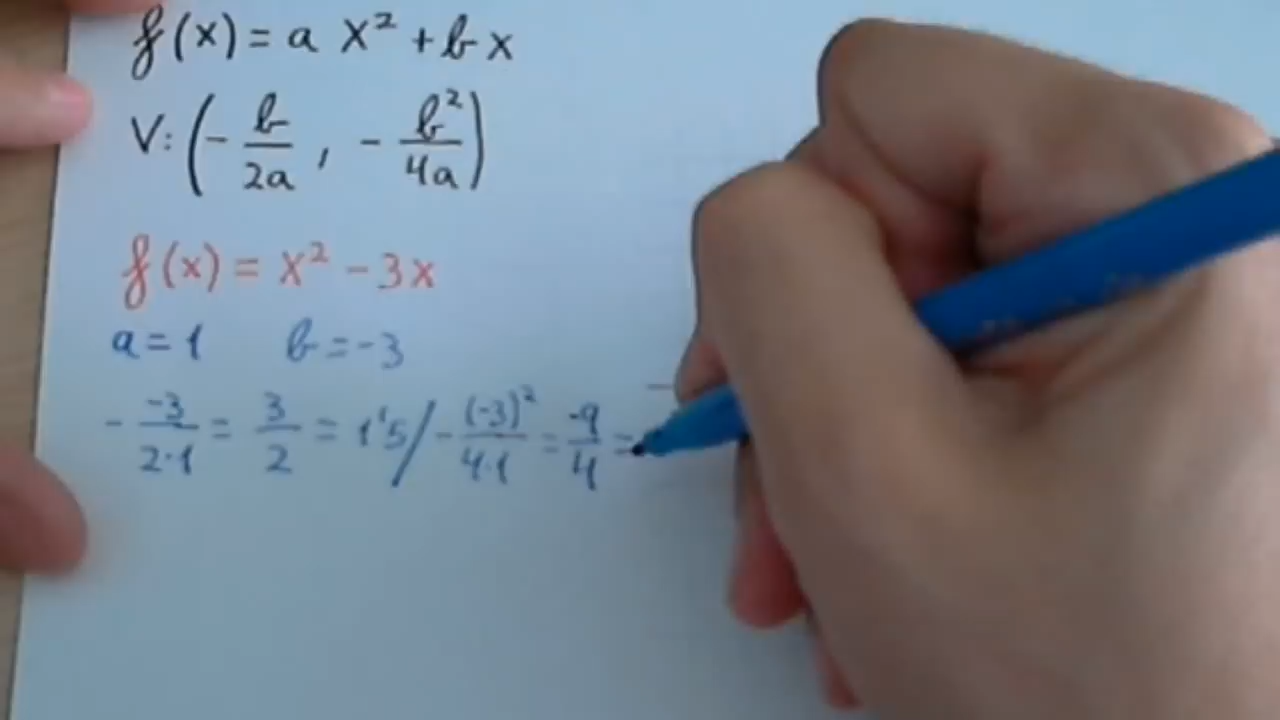 f(x) = a x² + b x
V: (- b/2a , - b²/4a)
f(x) = x² - 3x
a = 1 b = -3
- -3/2·1 = 3/2 = 1'5 / - (-3)²/4·1 = -9/4 =